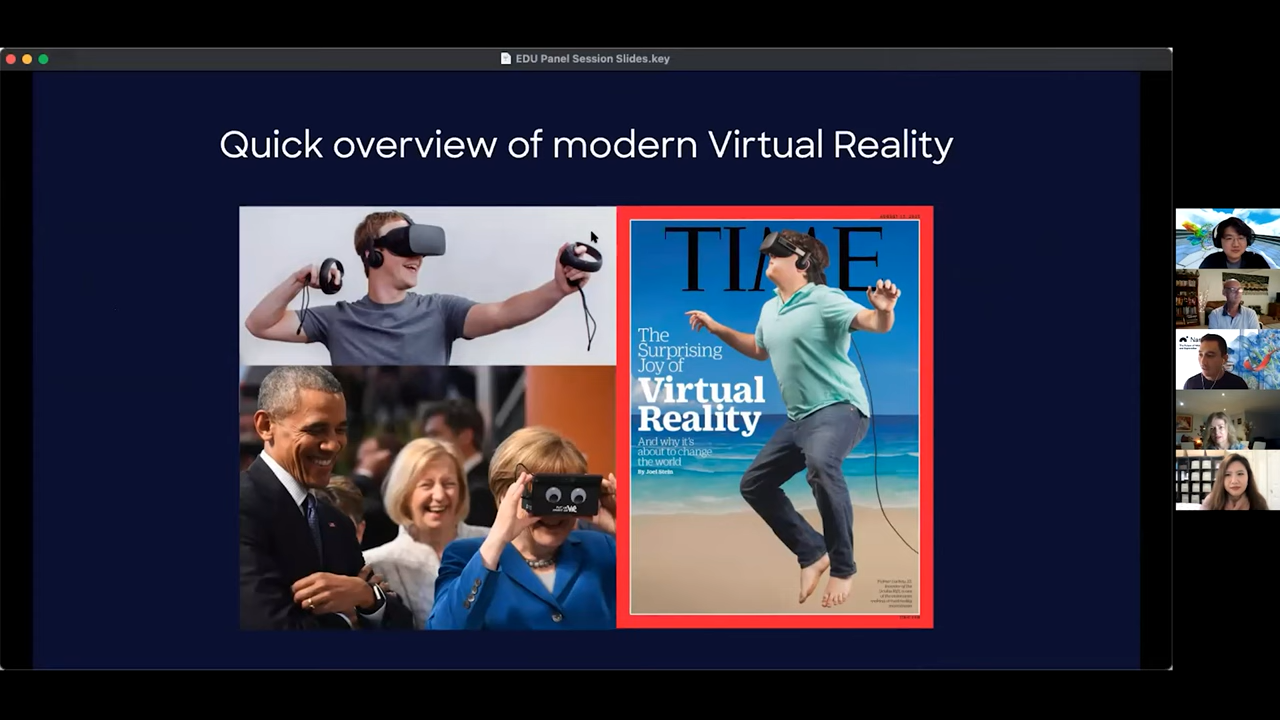 EDU Panel Session Slides.key
Quick overview of modern Virtual Reality
TIME
The
Surprising
Joy of
Virtual
Reality
And why it's
about to change
the world
By Joel Stein